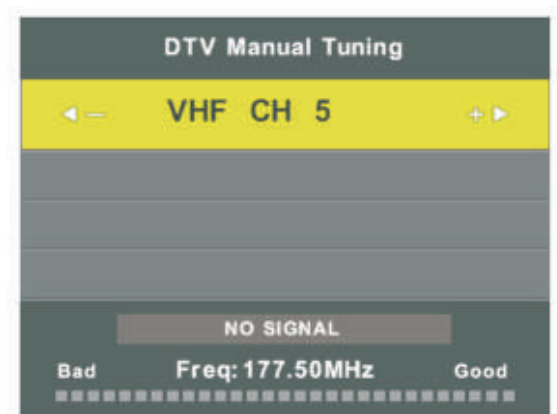 DTV Manual Tuning
VHF CH 5
NO SIGNAL
Bad Freq:177.50MHz Good